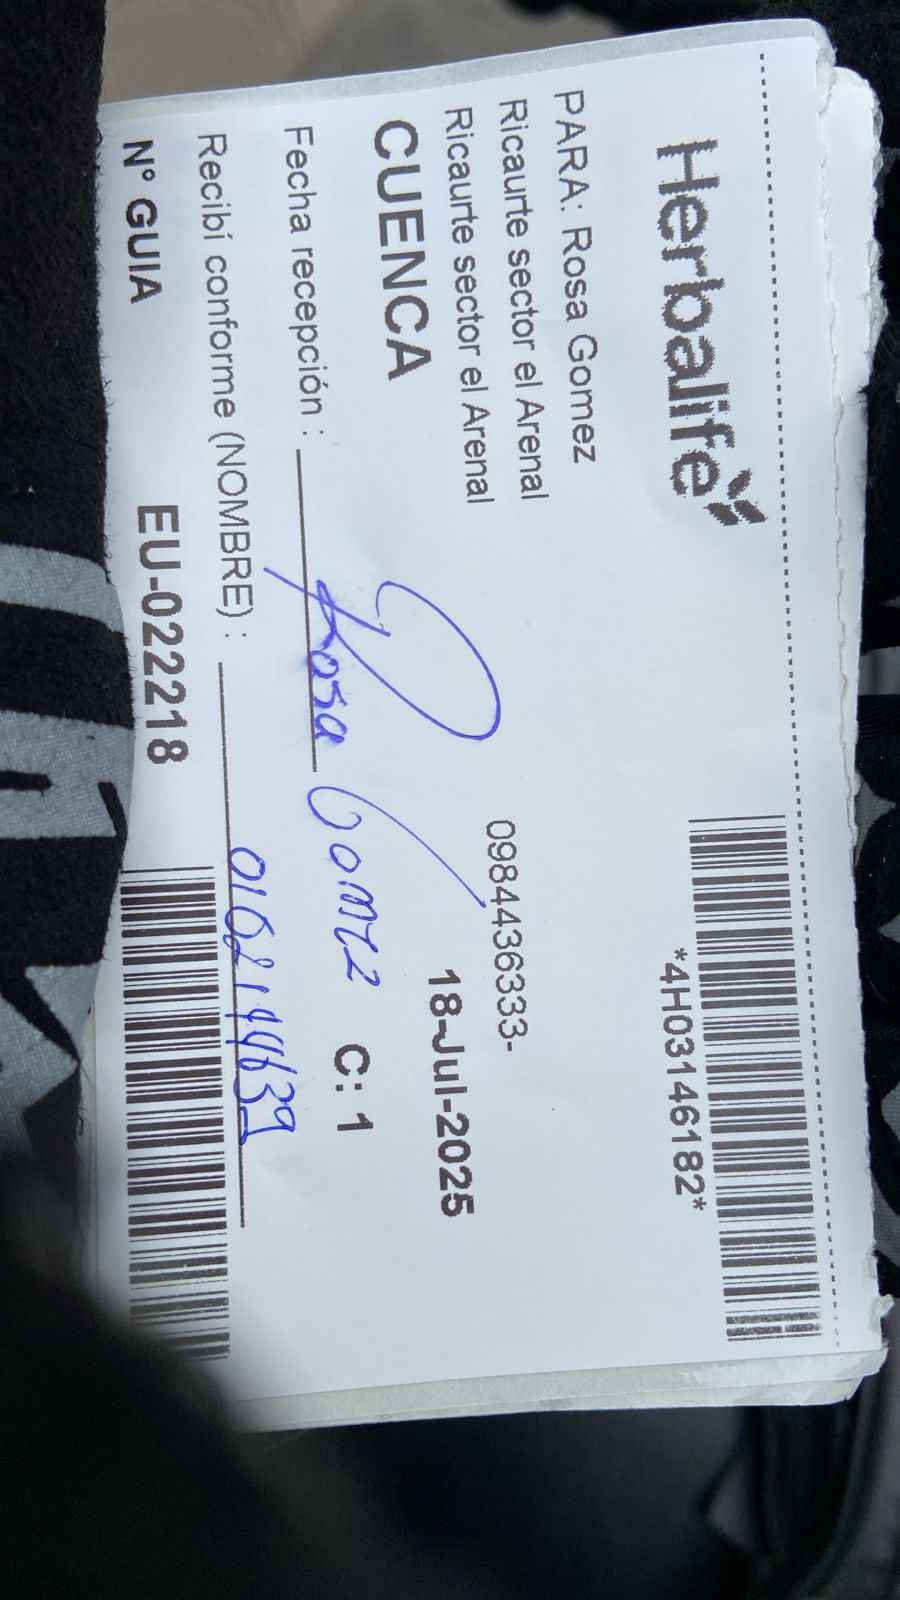 Herbalife
*4H03146182*
PARA: Rosa Gomez
Ricaurte sector el Arenal
0984436333-
Ricaurte sector el Arenal
18-Jul-2025
CUENCA
C: 1
Fecha recepción :
Rosa Gomez
Recibí conforme (NOMBRE) :
N° GUIA
EU-022218